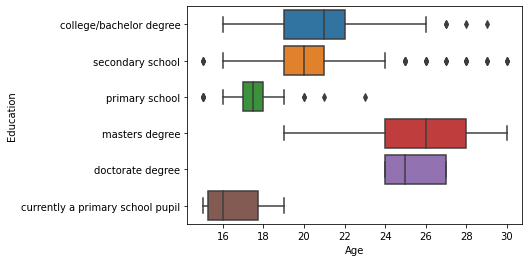 college/bachelor degree
secondary school
primary school
masters degree
doctorate degree
currently a primary school pupil
Education
16 18 20 22 24 26 28 30
Age